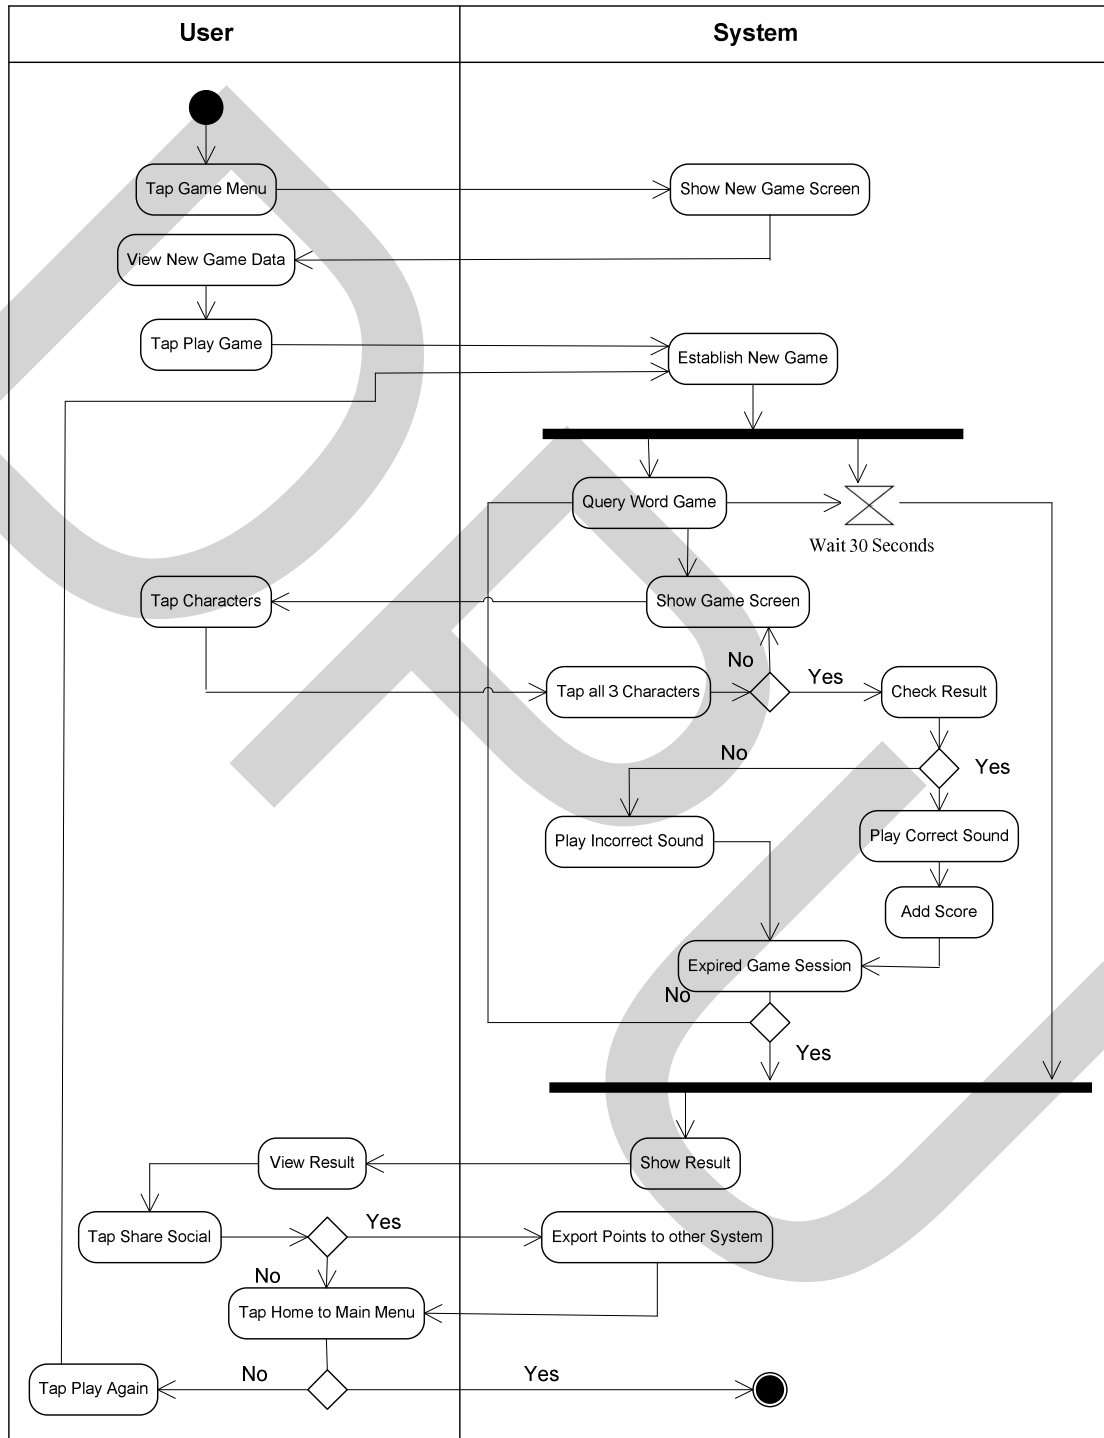 User
System
Tap Game Menu
Show New Game Screen
View New Game Data
Tap Play Game
Establish New Game
Query Word Game
Wait 30 Seconds
Tap Characters
Show Game Screen
No
Yes
Tap all 3 Characters
Check Result
No
Yes
Play Incorrect Sound
Play Correct Sound
Add Score
Expired Game Session
No
Yes
View Result
Show Result
Tap Share Social
Yes
Export Points to other System
No
Tap Home to Main Menu
No
Yes
Tap Play Again